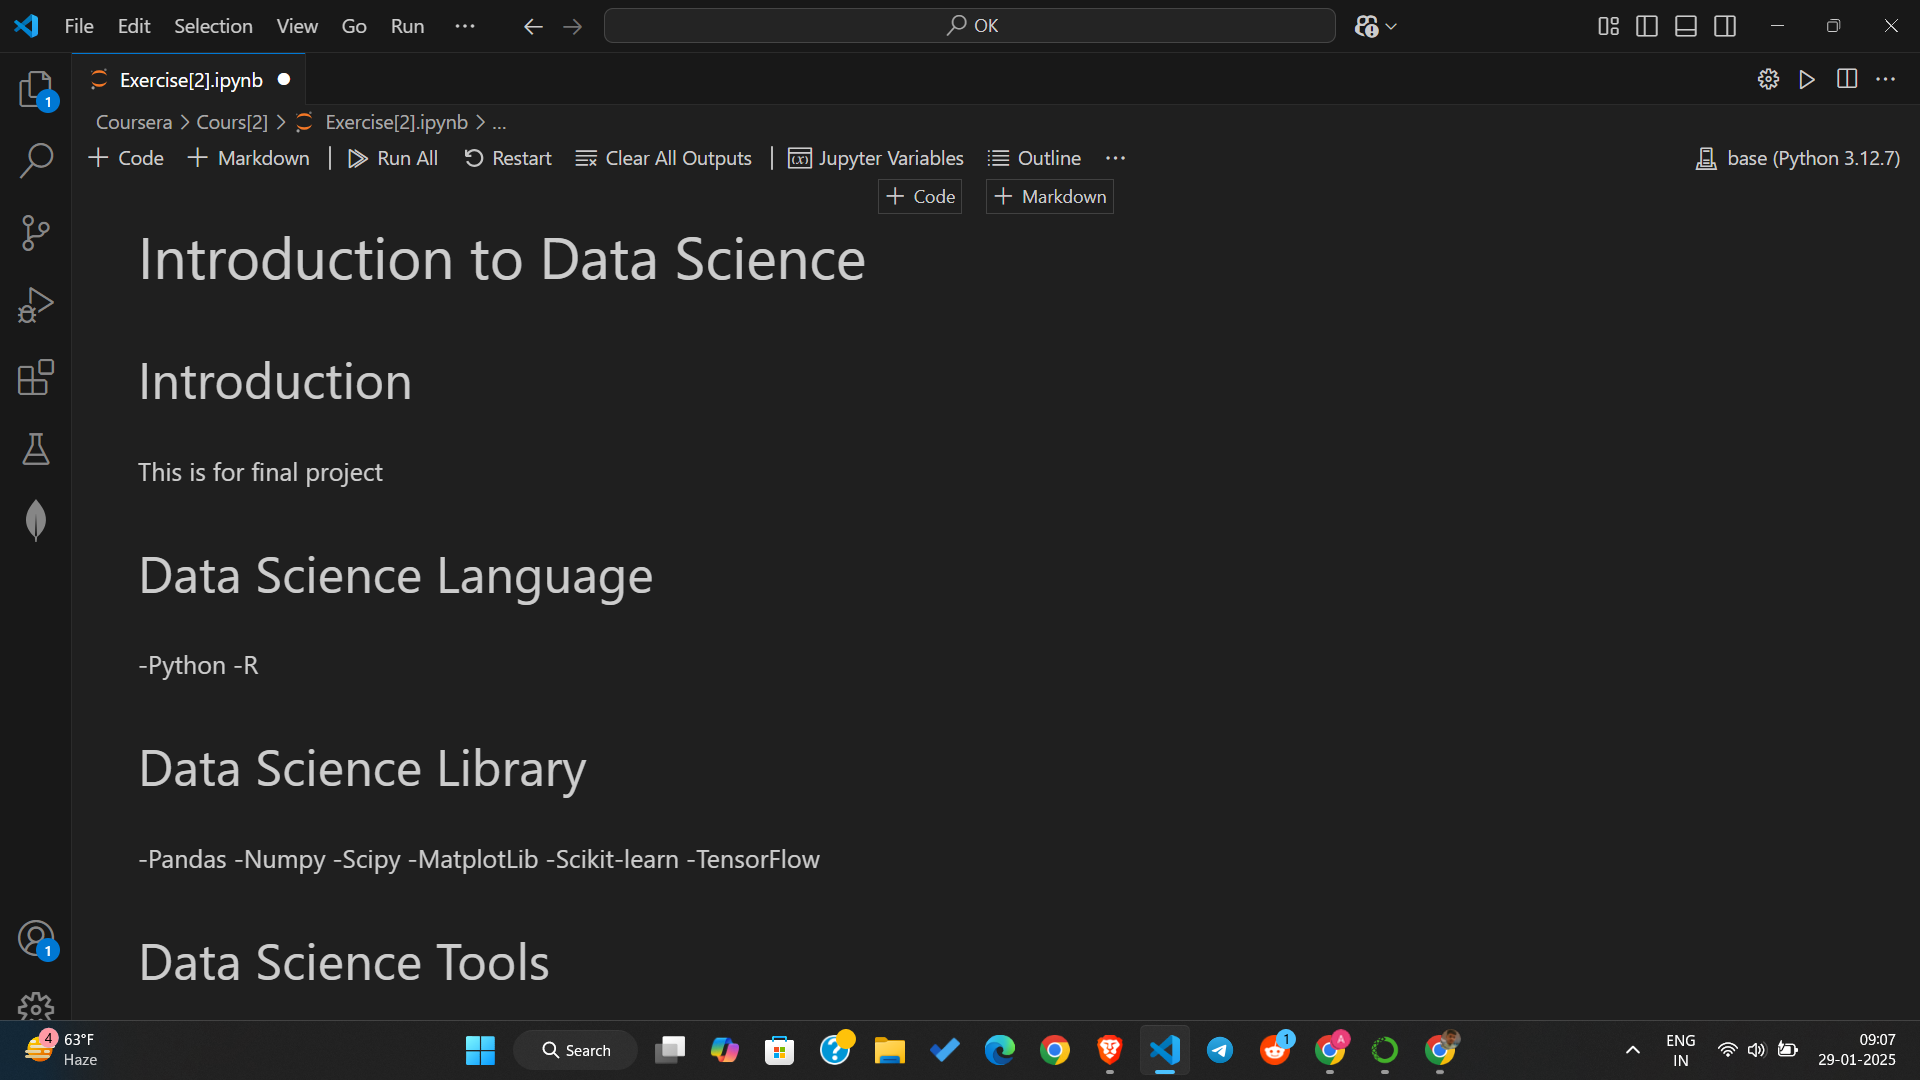 File Edit Selection View Go Run ··· OK
1 Exercise[2].ipynb
Coursera > Cours[2] > Exercise[2].ipynb > ...
+ Code + Markdown | Run All Restart Clear All Outputs | Jupyter Variables Outline ··· base (Python 3.12.7)
+ Code + Markdown
Introduction to Data Science
Introduction
This is for final project
Data Science Language
-Python -R
Data Science Library
-Pandas -Numpy -Scipy -MatplotLib -Scikit-learn -TensorFlow
1
Data Science Tools
4 63°F
Haze
Search
1
A
ENG
IN
09:07
29-01-2025